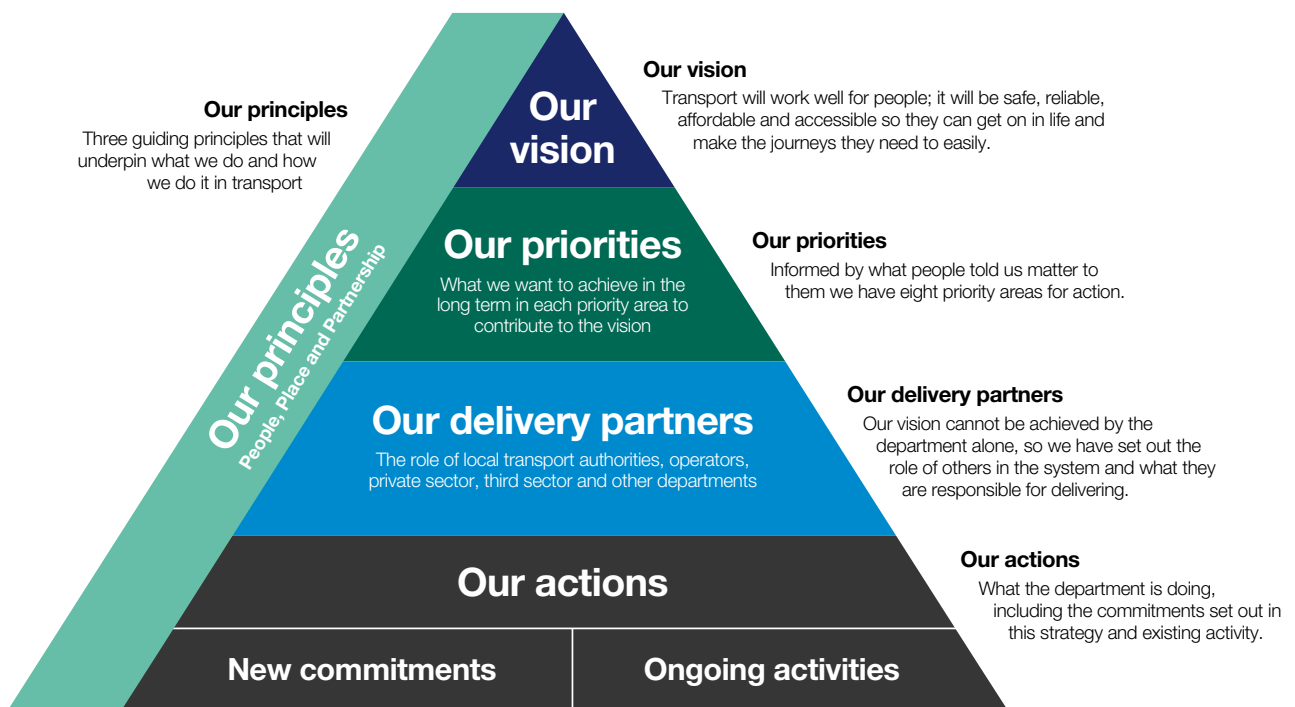 Our principles
Three guiding principles that will
underpin what we do and how
we do it in transport
Our principles
People, Place and Partnership
Our
vision
Our vision
Transport will work well for people; it will be safe, reliable,
affordable and accessible so they can get on in life and
make the journeys they need to easily.
Our priorities
What we want to achieve in the
long term in each priority area to
contribute to the vision
Our priorities
Informed by what people told us matter to
them we have eight priority areas for action.
Our delivery partners
The role of local transport authorities, operators,
private sector, third sector and other departments
Our delivery partners
Our vision cannot be achieved by the
department alone, so we have set out the
role of others in the system and what they
are responsible for delivering.
Our actions
Our actions
What the department is doing,
including the commitments set out in
this strategy and existing activity.
New commitments
Ongoing activities